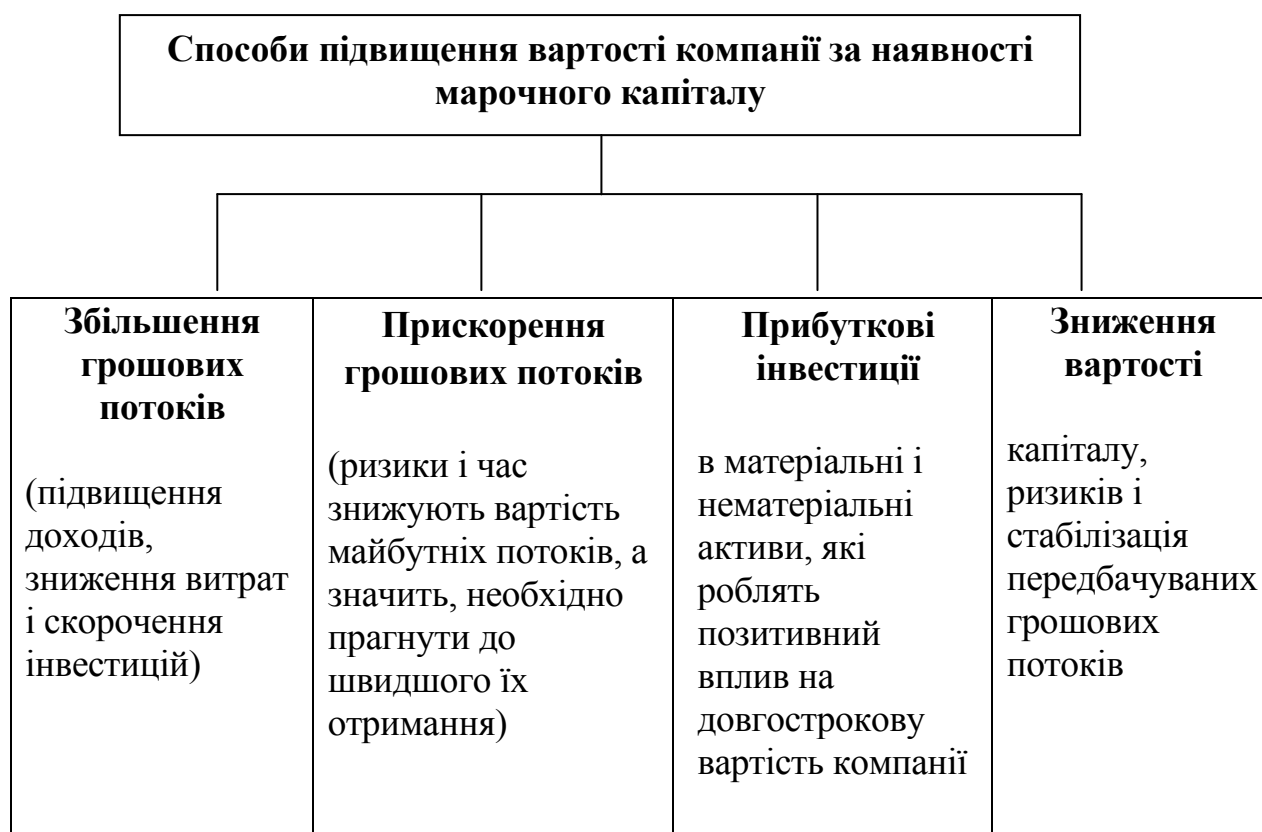 Способи підвищення вартості компанії за наявності
марочного капіталу
Збільшення
грошових
потоків
(підвищення
доходів,
зниження витрат
і скорочення
інвестицій)
Прискорення
грошових потоків
(ризики і час
знижують вартість
майбутніх потоків, а
значить, необхідно
прагнути до
швидшого їх
отримання)
Прибуткові
інвестиції
в матеріальні і
нематеріальні
активи, які
роблять
позитивний
вплив на
довгострокову
вартість компанії
Зниження
вартості
капіталу,
ризиків і
стабілізація
передбачуваних
грошових
потоків